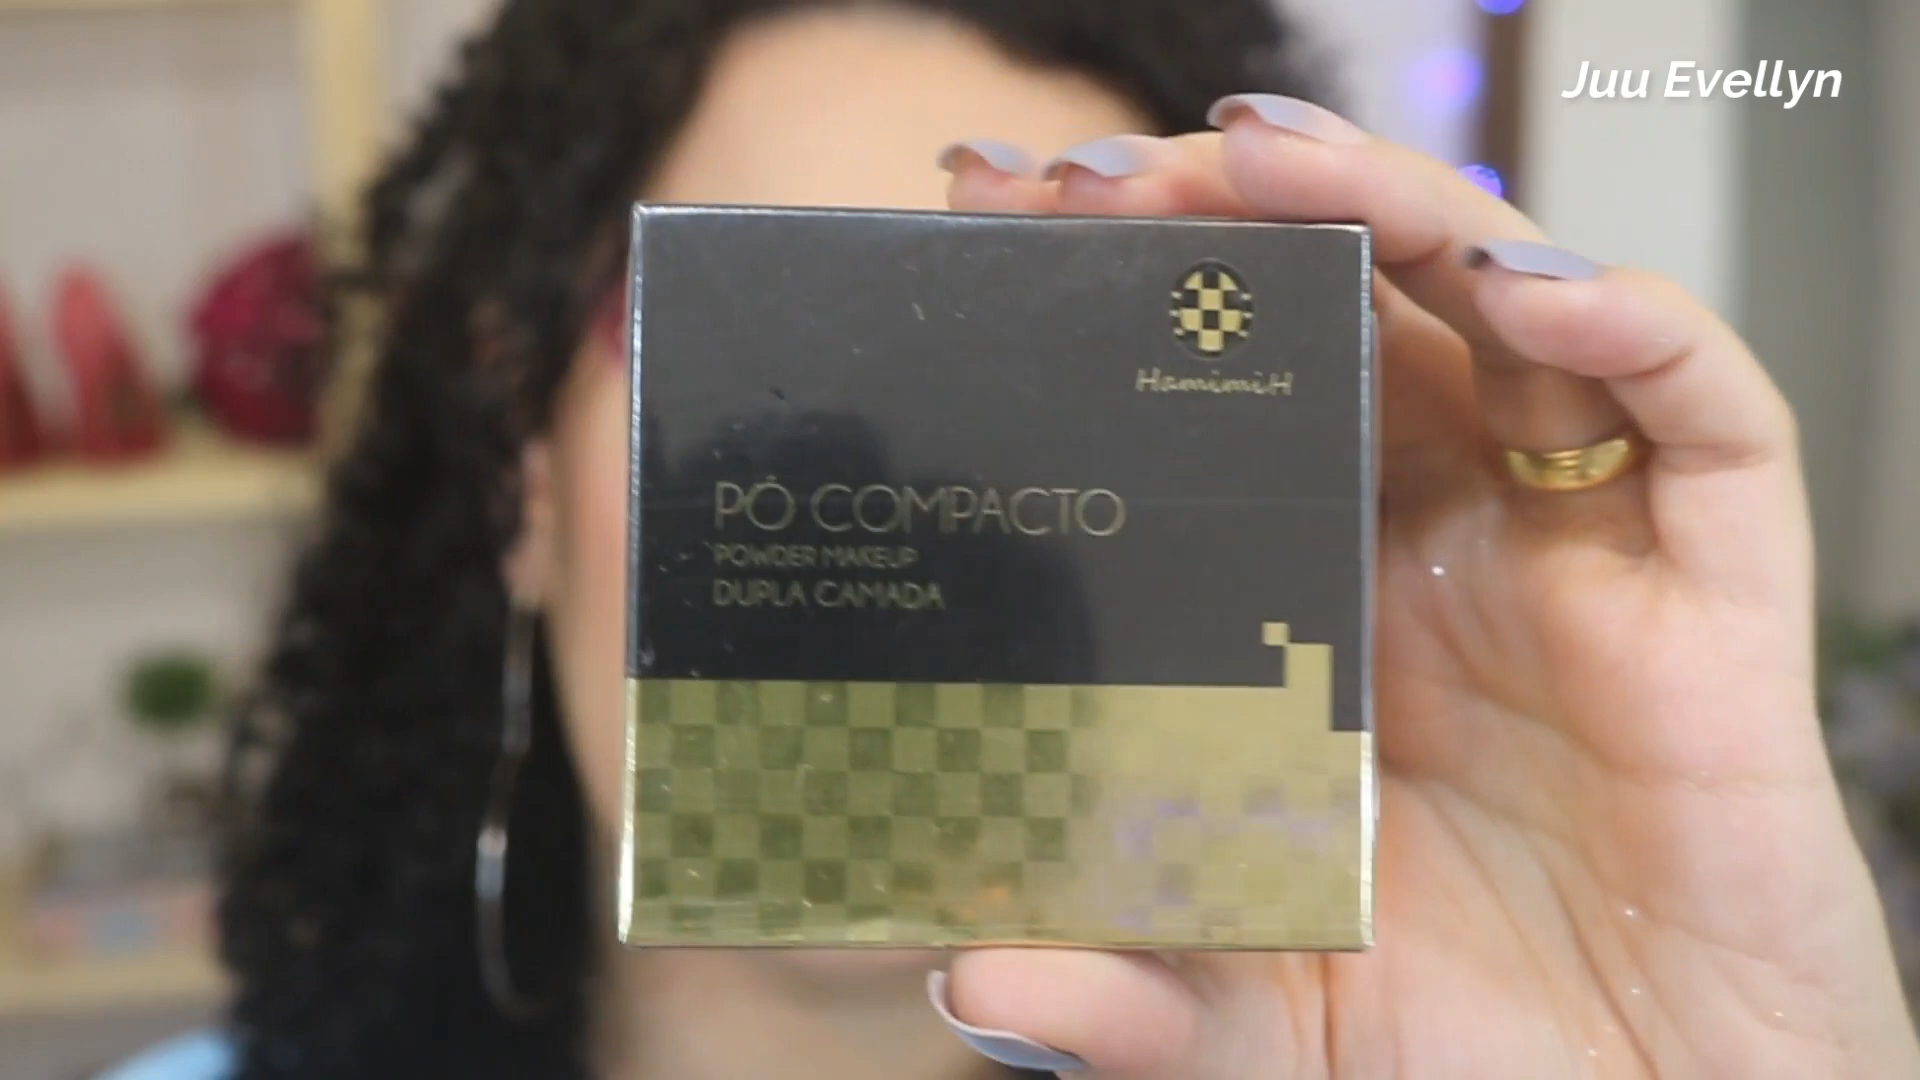 Juu Evellyn
HamimiH
PÓ COMPACTO
POWDER MAKEUP
DUPLA CAMADA